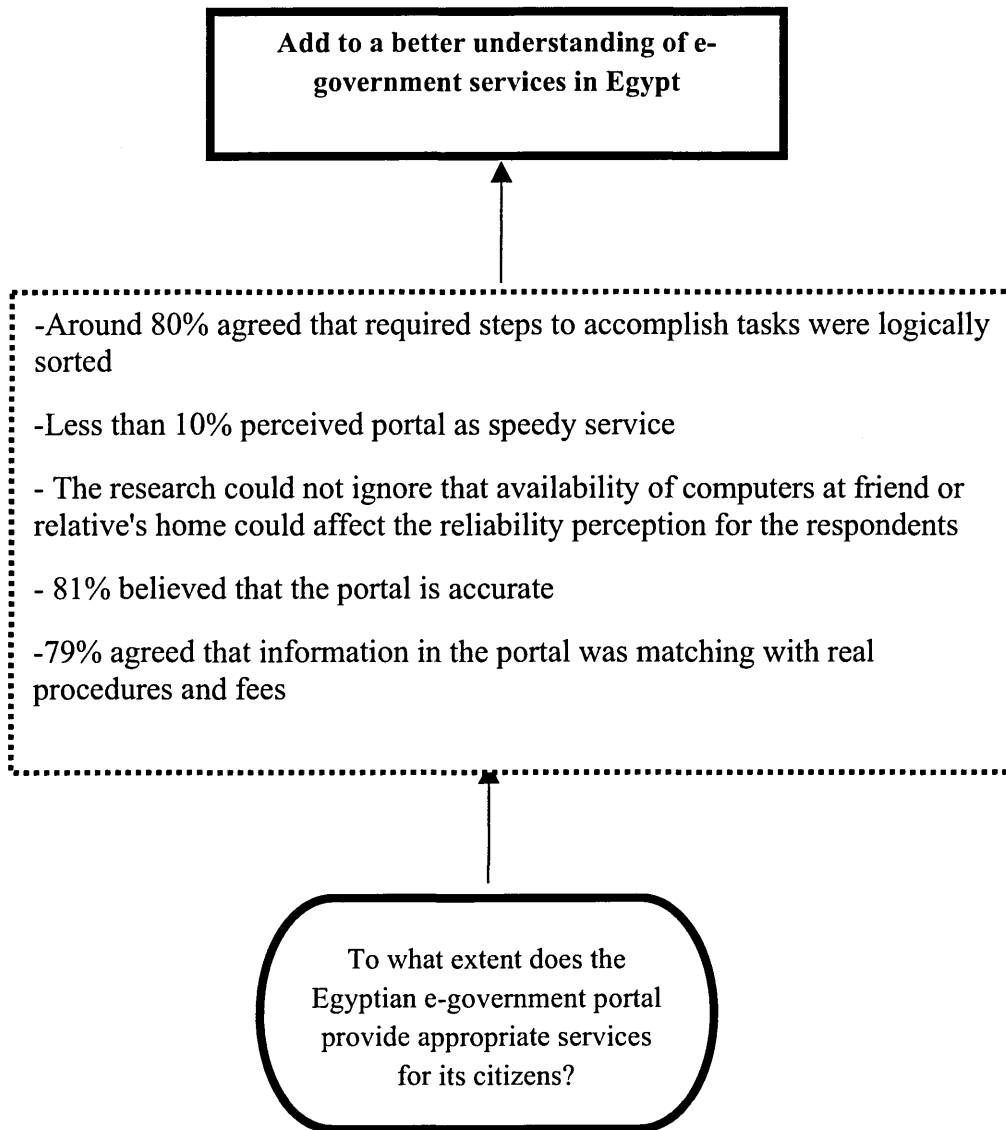 Add to a better understanding of e-
government services in Egypt
-Around 80% agreed that required steps to accomplish tasks were logically
sorted
-Less than 10% perceived portal as speedy service
- The research could not ignore that availability of computers at friend or
relative's home could affect the reliability perception for the respondents
- 81% believed that the portal is accurate
-79% agreed that information in the portal was matching with real
procedures and fees
To what extent does the
Egyptian e-government portal
provide appropriate services
for its citizens?